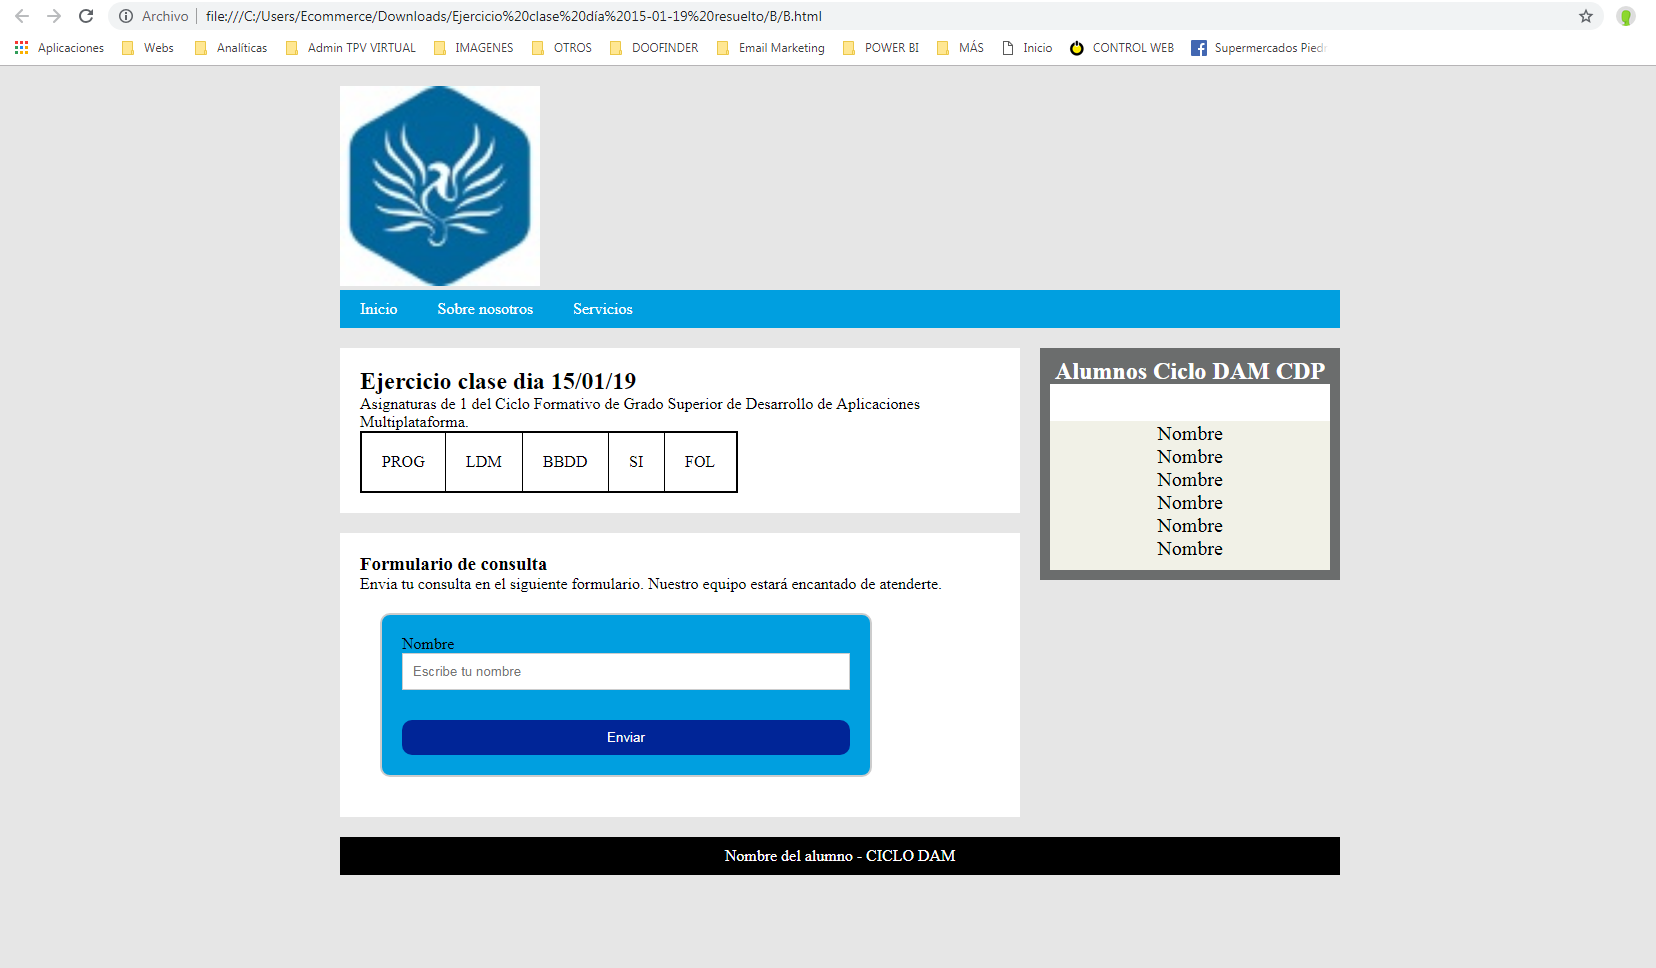 Archivo file:///C:/Users/Ecommerce/Downloads/Ejercicio%20clase%20día%2015-01-19%20resuelto/B/B.html
Aplicaciones Webs Analíticas Admin TPV VIRTUAL IMAGENES OTROS DOOFINDER Email Marketing POWER BI MÁS Inicio CONTROL WEB Supermercados Pied
Inicio Sobre nosotros Servicios
Ejercicio clase dia 15/01/19
Asignaturas de 1 del Ciclo Formativo de Grado Superior de Desarrollo de Aplicaciones
Multiplataforma.
PROG LDM BBDD SI FOL
Formulario de consulta
Envia tu consulta en el siguiente formulario. Nuestro equipo estará encantado de atenderte.
Nombre
Escribe tu nombre
Enviar
Alumnos Ciclo DAM CDP
Nombre
Nombre
Nombre
Nombre
Nombre
Nombre
Nombre del alumno - CICLO DAM